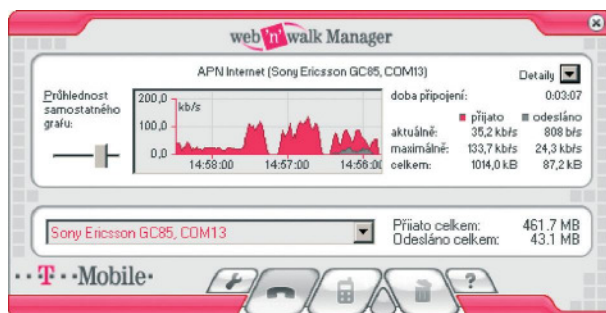 web 'n' walk Manager
APN Internet (Sony Ericsson GC85, COM13)
Detaily
Průhlednost
samostatného
grafu:
200,0
100,0
0,0
kb/s
14:58:00
14:57:00
14:56:00
doba připojení: 0:03:07
přijato odesláno
aktuálně: 35,2 kb/s 808 b/s
maximálně: 133,7 kb/s 24,3 kb/s
celkem: 1014,0 kB 87,2 kB
Sony Ericsson GC85, COM13
Přijato celkem: 461.7 MB
Odesláno celkem: 43.1 MB
T Mobile
?